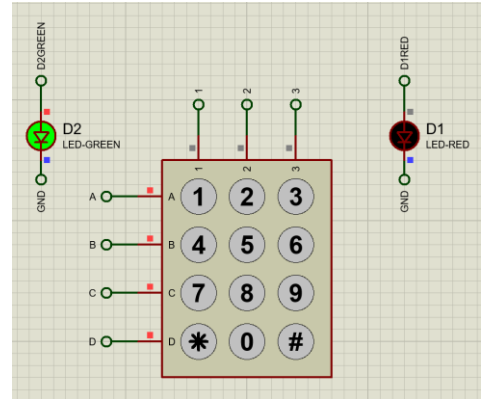 D2GREEN
D2
LED-GREEN
GND
D1RED
D1
LED-RED
GND
1 2 3
1 2 3
A A 1 2 3
B B 4 5 6
C C 7 8 9
D D * 0 #